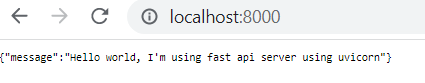 localhost:8000
{"message":"Hello world, I'm using fast api server using uvicorn"}